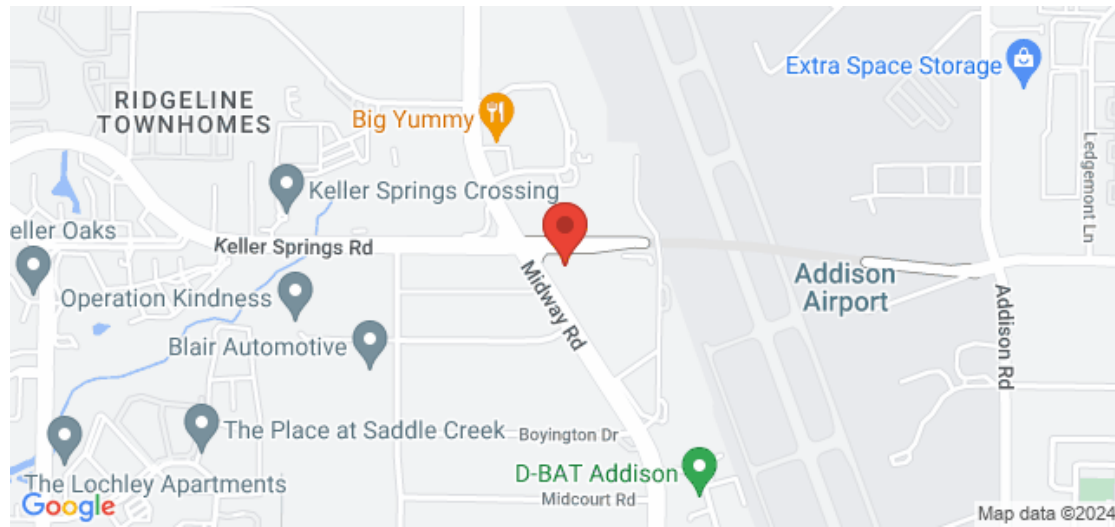 Extra Space Storage
RIDGELINE
TOWNHOMES
Big Yummy
Ledgemont Ln
Keller Springs Crossing
eller Oaks
Keller Springs Rd
Addison
Airport
Operation Kindness
Midway Rd
Addison Rd
Blair Automotive
The Place at Saddle Creek
Boyington Dr
D-BAT Addison
The Lochley Apartments
Midcourt Rd
Google
Map data ©2024